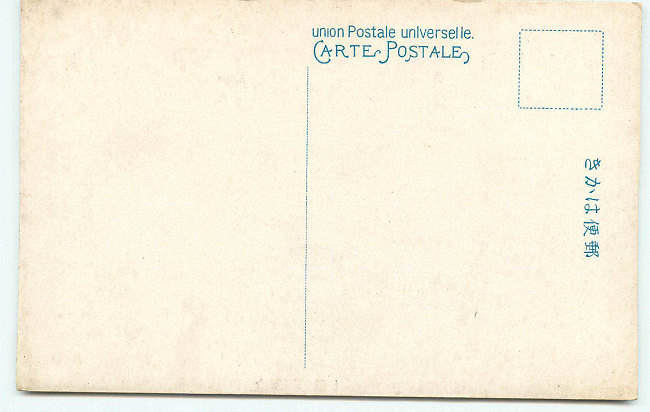 union Postale universelle.
CARTE POSTALE
きかは便郵